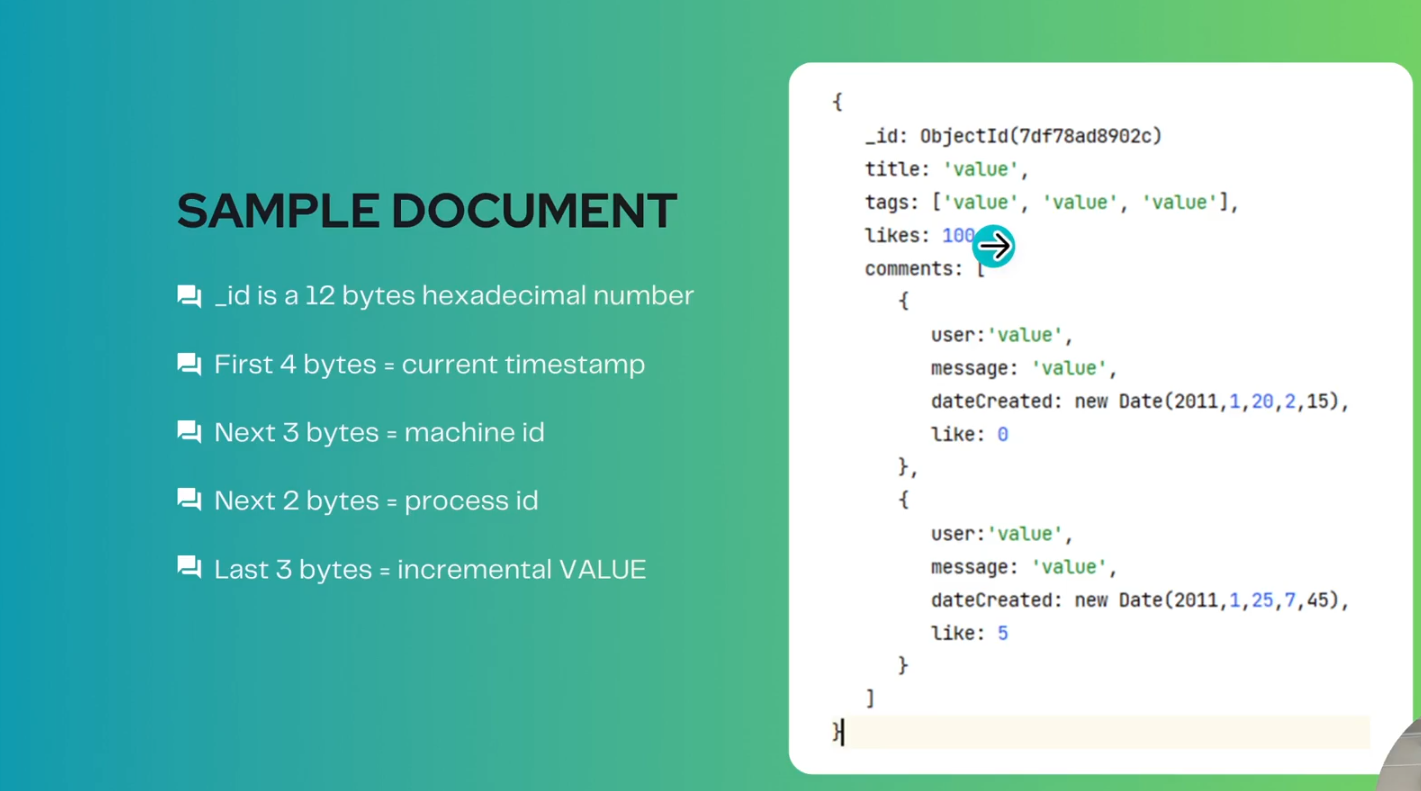 SAMPLE DOCUMENT
_id is a 12 bytes hexadecimal number
First 4 bytes = current timestamp
Next 3 bytes = machine id
Next 2 bytes = process id
Last 3 bytes = incremental VALUE
{
_id: ObjectId(7df78ad8902c)
title: 'value',
tags: ['value', 'value', 'value'],
likes: 100
comments: [
{
user:'value',
message: 'value',
dateCreated: new Date(2011,1,20,2,15),
like: 0
},
{
user:'value',
message: 'value',
dateCreated: new Date(2011,1,25,7,45),
like: 5
}
]
}